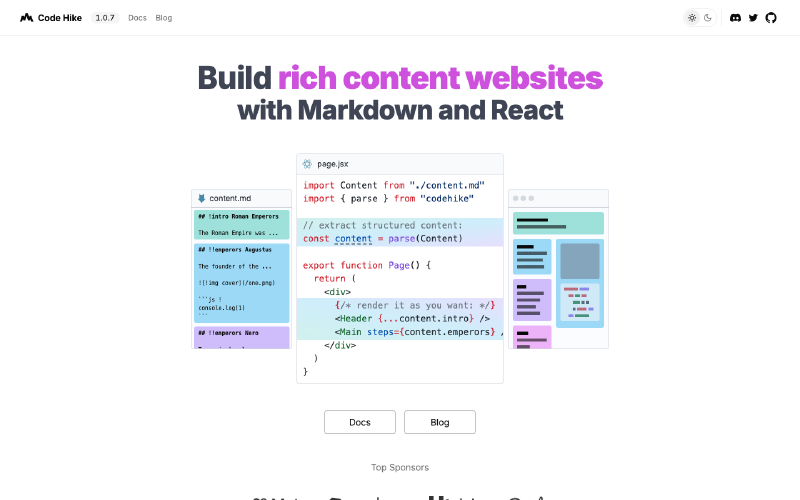 Code Hike 1.0.7 Docs Blog
Build rich content websites
with Markdown and React
content.md
## !intro Roman Emperors
The Roman Empire was ...
## !!emperors Augustus
The founder of the ...
![!img cover](/one.png)
```js !
console.log(1)
```
## !!emperors Nero
page.jsx
import Content from "./content.md"
import { parse } from "codehike"
// extract structured content:
const content = parse(Content)
export function Page() {
return (
<div>
{/* render it as you want: */}
<Header {...content.intro} />
<Main steps={content.emperors} /
</div>
)
}
Docs
Blog
Top Sponsors